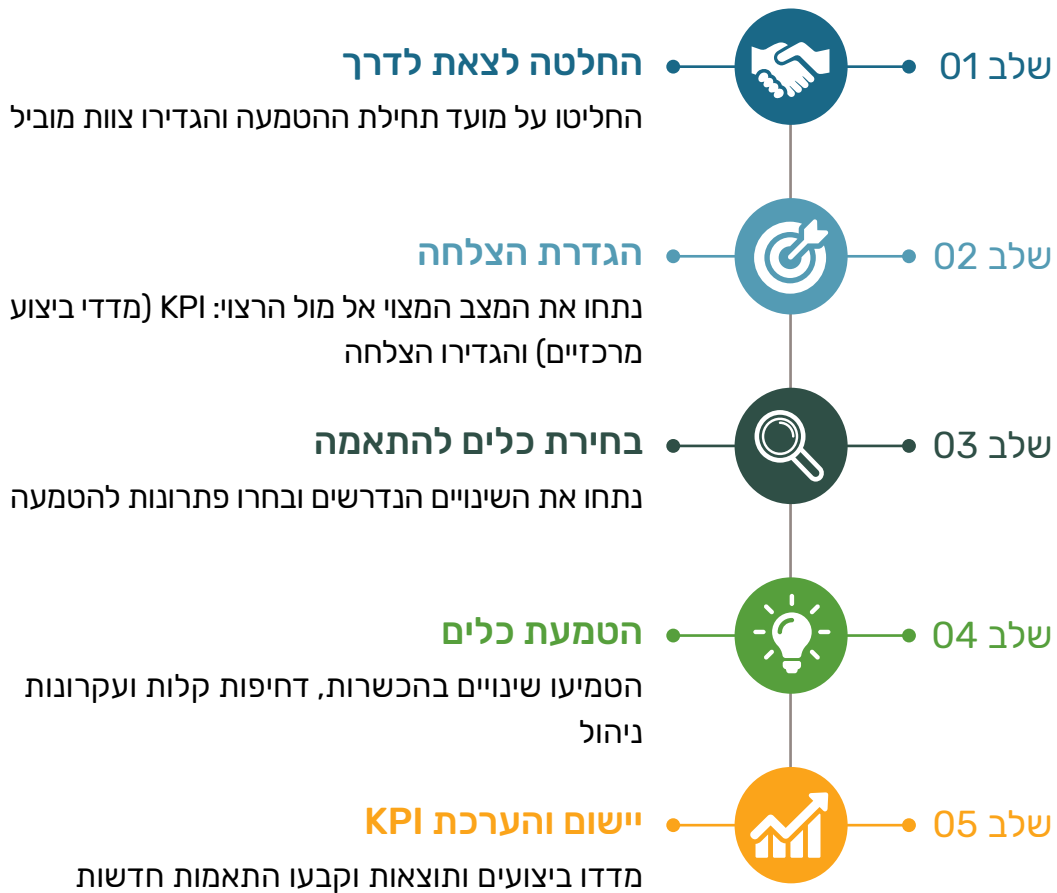 שלב 01
החלטה לצאת לדרך
החליטו על מועד תחילת ההטמעה והגדירו צוות מוביל
שלב 02
הגדרת הצלחה
נתחו את המצב המצוי אל מול הרצוי: KPI (מדדי ביצוע
מרכזיים) והגדירו הצלחה
שלב 03
בחירת כלים להתאמה
נתחו את השינויים הנדרשים ובחרו פתרונות להטמעה
שלב 04
הטמעת כלים
הטמיעו שינויים בהכשרות, דחיפות קלות ועקרונות
ניהול
שלב 05
יישום והערכת KPI
מדדו ביצועים ותוצאות וקבעו התאמות חדשות